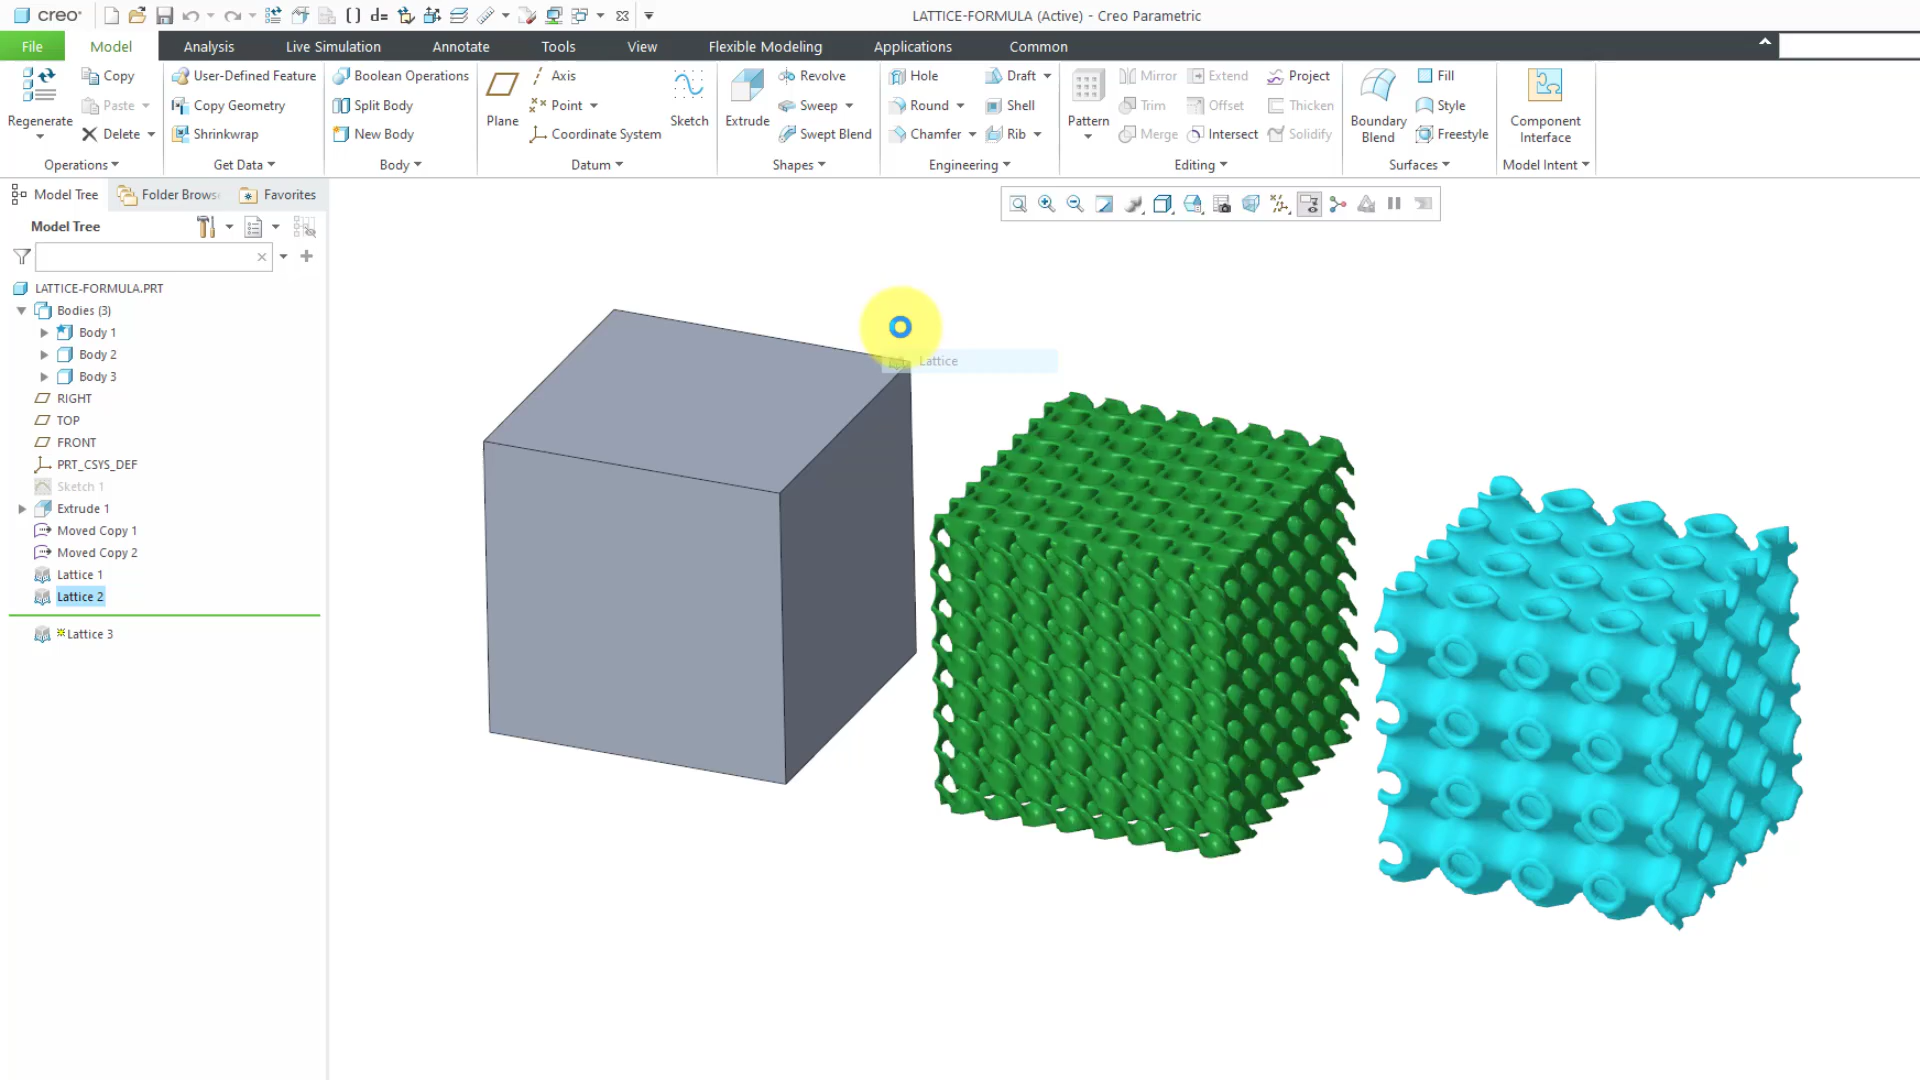 creo
LATTICE-FORMULA (Active) - Creo Parametric
File Model Analysis Live Simulation Annotate Tools View Flexible Modeling Applications Common
Regenerate
Copy
Paste
Delete
Operations
User-Defined Feature
Copy Geometry
Shrinkwrap
Get Data
Boolean Operations
Split Body
New Body
Body
Plane
Axis
Point
Coordinate System
Sketch
Datum
Extrude
Revolve
Sweep
Swept Blend
Shapes
Hole
Round
Chamfer
Draft
Shell
Rib
Engineering
Pattern
Mirror
Trim
Merge
Extend
Offset
Intersect
Project
Thicken
Solidify
Editing
Boundary
Blend
Fill
Style
Freestyle
Surfaces
Component
Interface
Model Intent
Model Tree Folder Brows Favorites
Model Tree
LATTICE-FORMULA.PRT
Bodies (3)
Body 1
Body 2
Body 3
RIGHT
TOP
FRONT
PRT_CSYS_DEF
Sketch 1
Extrude 1
Moved Copy 1
Moved Copy 2
Lattice 1
Lattice 2
Lattice 3
Lattice